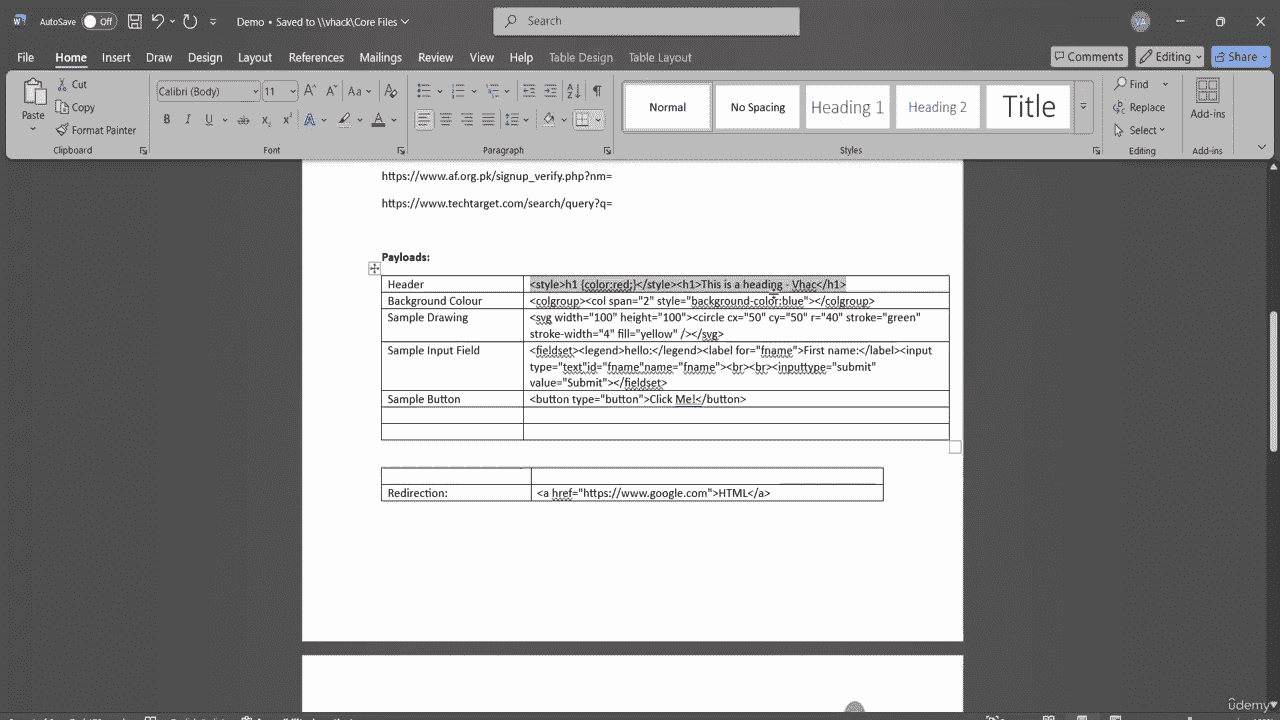 AutoSave Off Demo • Saved to \\vhack\Core Files Search VA
File Home Insert Draw Design Layout References Mailings Review View Help Table Design Table Layout Comments Editing Share
Paste Cut Copy Format Painter
Calibri (Body) 11
Normal No Spacing Heading 1 Heading 2 Title
Find Replace Select
Add-ins
Clipboard Font Paragraph Styles Editing Add-ins
https://www.af.org.pk/signup_verify.php?nm=
https://www.techtarget.com/search/query?q=
Payloads:
Header <style>h1 {color:red;}</style><h1>This is a heading - Vhac</h1>
Background Colour <colgroup><col span="2" style="background-color:blue"></colgroup>
Sample Drawing <svg width="100" height="100"><circle cx="50" cy="50" r="40" stroke="green"
stroke-width="4" fill="yellow" /></svg>
Sample Input Field <fieldset><legend>hello:</legend><label for="fname">First name:</label><input
type="text"id="fname"name="fname"><br><br><inputtype="submit"
value="Submit"></fieldset>
Sample Button <button type="button">Click Me!</button>
Redirection: <a href="https://www.google.com">HTML</a>
Udemy